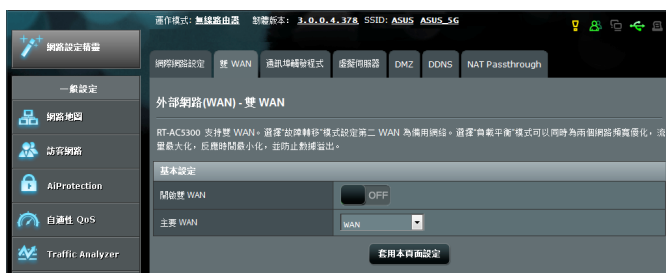 運作模式: 無線路由器 韌體版本: 3.0.0.4.378 SSID: ASUS ASUS_5G
網路設定精靈
網際網路設定 雙 WAN 通訊埠觸發程式 虛擬伺服器 DMZ DDNS NAT Passthrough
一般設定
網路地圖
訪客網路
AiProtection
自適性 QoS
Traffic Analyzer
外部網路(WAN) - 雙 WAN
RT-AC5300 支持雙 WAN。選擇"故障轉移"模式設定第二 WAN 為備用網絡。選擇"負載平衡"模式可以同時為兩個網路頻寬優化，流
量最大化，反應時間最小化，並防止數據溢出。
基本設定
開啟雙 WAN OFF
主要 WAN WAN
套用本頁面設定